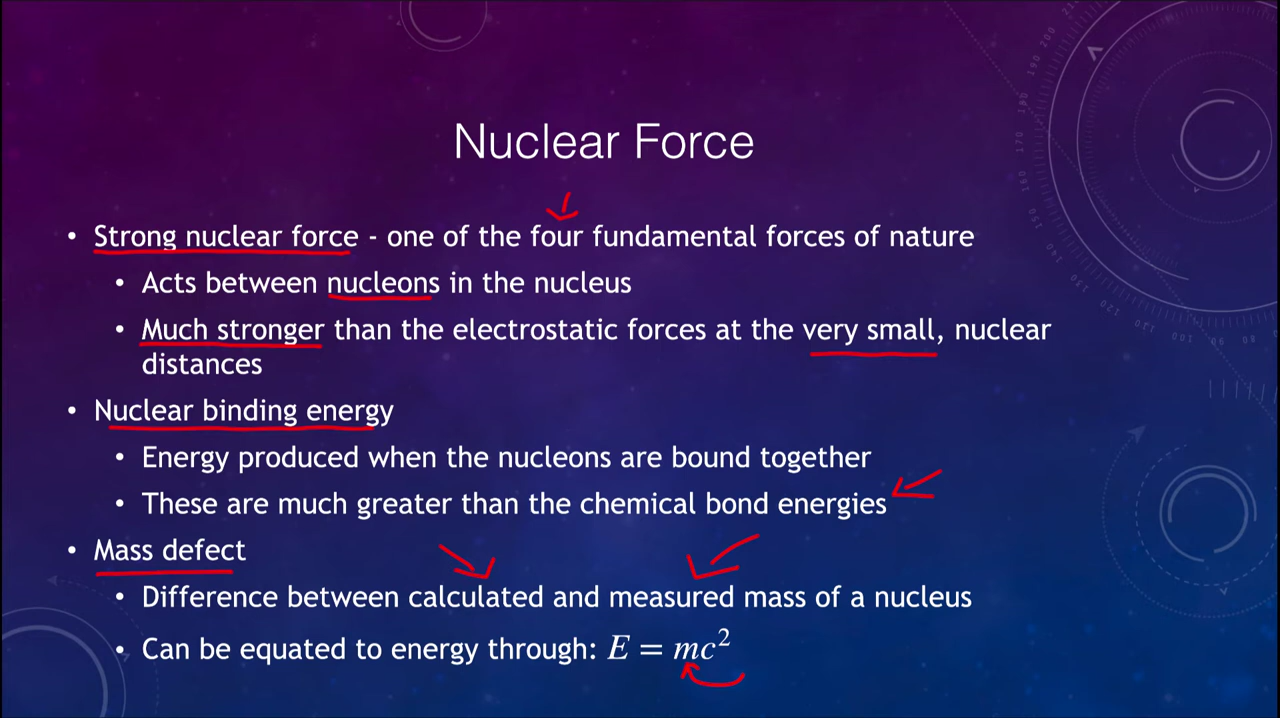 Nuclear Force
• Strong nuclear force - one of the four fundamental forces of nature
• Acts between nucleons in the nucleus
• Much stronger than the electrostatic forces at the very small, nuclear
distances
• Nuclear binding energy
• Energy produced when the nucleons are bound together
• These are much greater than the chemical bond energies
• Mass defect
• Difference between calculated and measured mass of a nucleus
• Can be equated to energy through: E = mc²